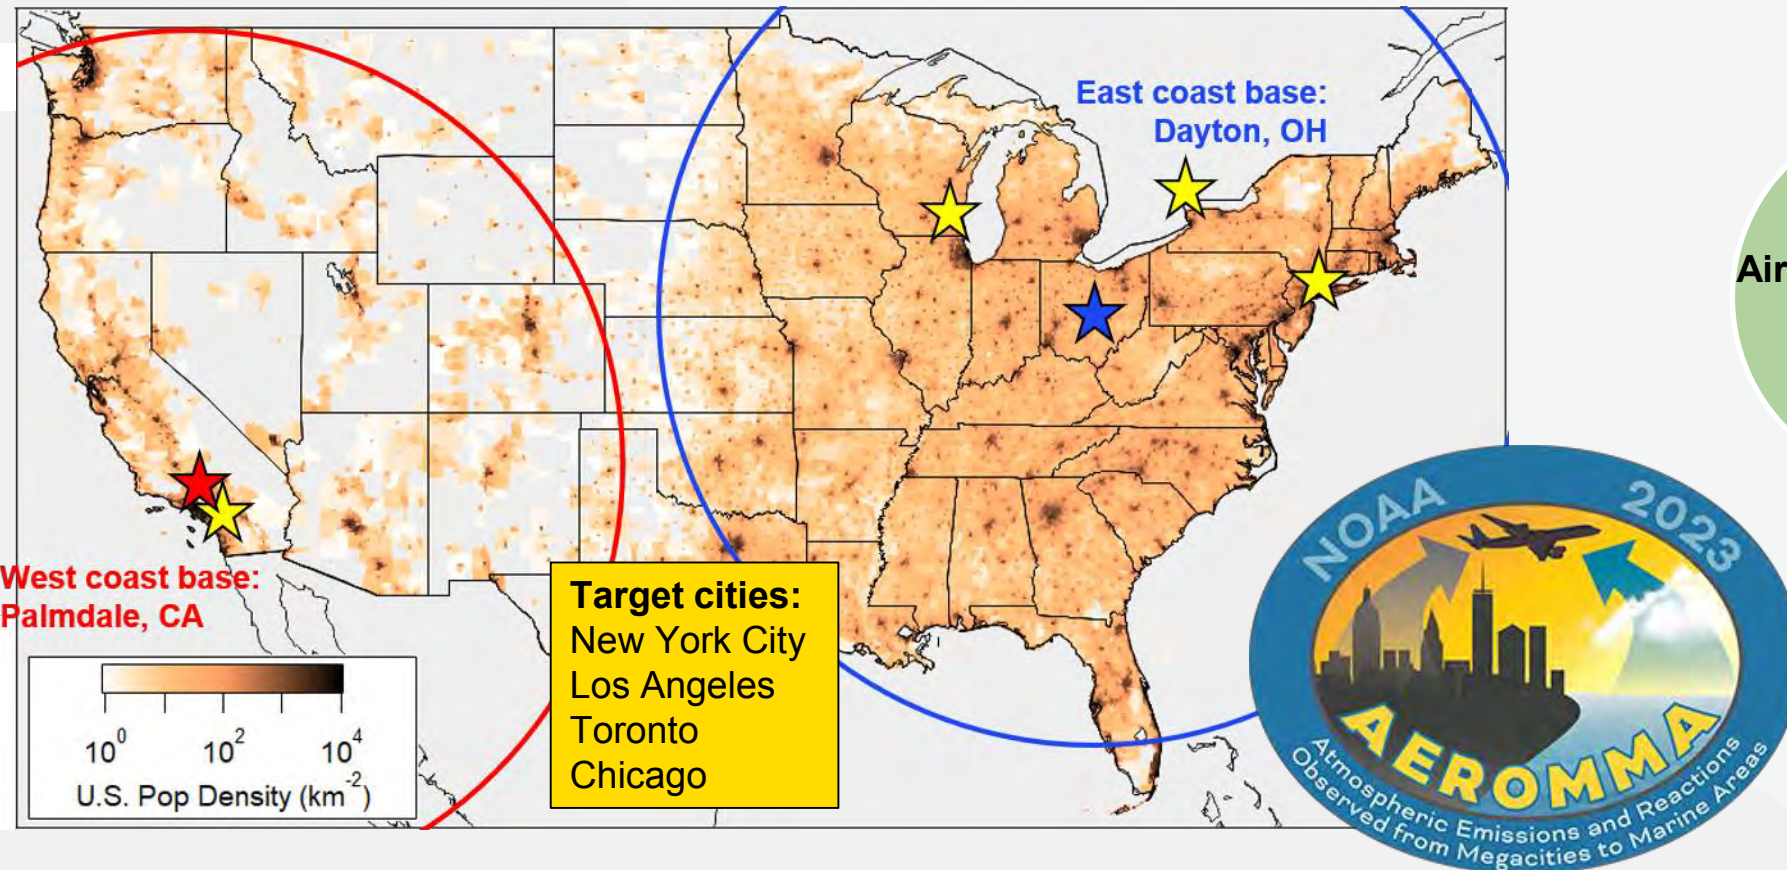 East coast base:
Dayton, OH
Air
West coast base:
Palmdale, CA
Target cities:
New York City
Los Angeles
Toronto
Chicago
10^0 10^2 10^4
U.S. Pop Density (km^-2)
NOAA 2023
AEROMMA
Atmospheric Emissions and Reactions
Observed from Megacities to Marine Areas